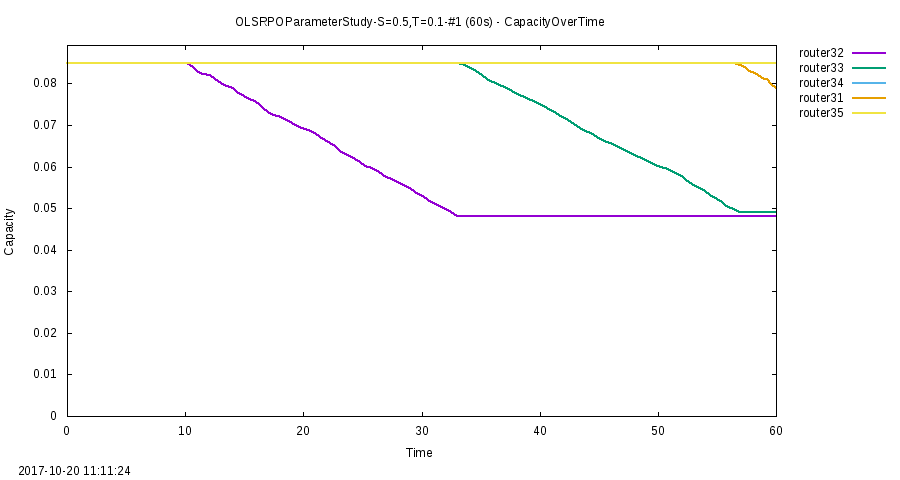 OLSRPOParameterStudy-S=0.5,T=0.1-#1 (60s) - CapacityOverTime
router32
router33
router34
router31
router35
0.08
0.07
0.06
0.05
0.04
0.03
0.02
0.01
0
Capacity
0 10 20 30 40 50 60
Time
2017-10-20 11:11:24